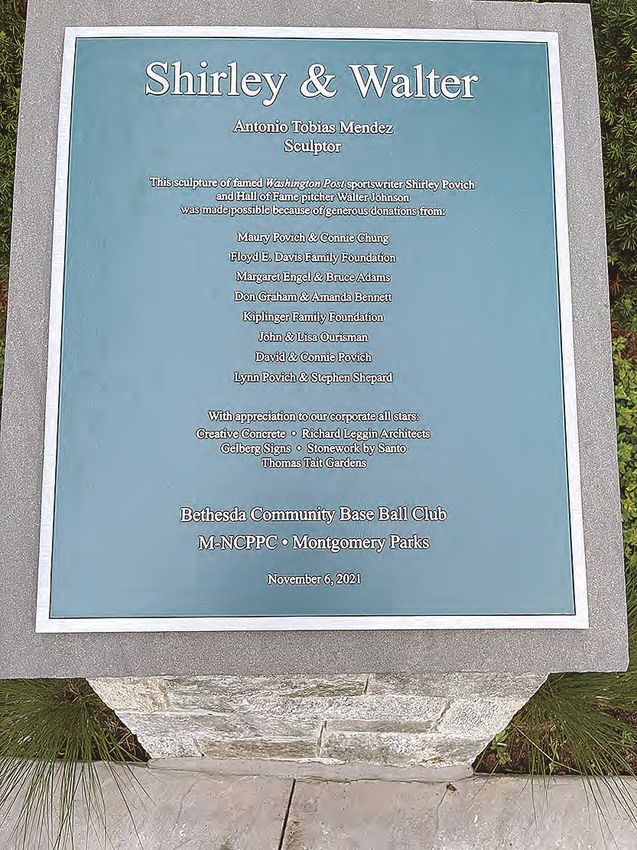 Shirley & Walter
Antonio Tobias Mendez
Sculptor
This sculpture of famed Washington Post sportswriter Shirley Povich
and Hall of Fame pitcher Walter Johnson
was made possible because of generous donations from:
Maury Povich & Connie Chung
Floyd E. Davis Family Foundation
Margaret Engel & Bruce Adams
Don Graham & Amanda Bennett
Kiplinger Family Foundation
John & Lisa Ourisman
David & Connie Povich
Lynn Povich & Stephen Shepard
With appreciation to our corporate all stars:
Creative Concrete • Richard Leggin Architects
Gelberg Signs • Stonework by Santo
Thomas Tait Gardens
Bethesda Community Base Ball Club
M-NCPPC • Montgomery Parks
November 6, 2021